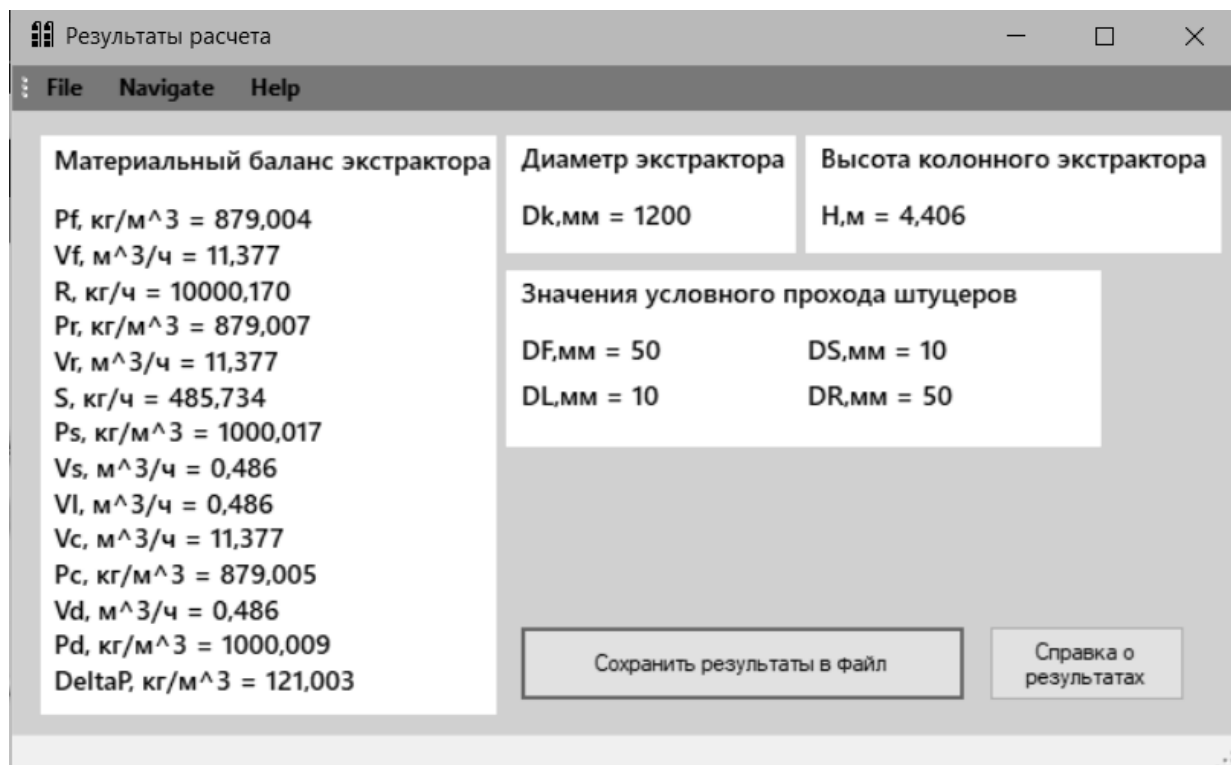 Результаты расчета
File Navigate Help
Материальный баланс экстрактора
Pf, кг/м^3 = 879,004
Vf, м^3/ч = 11,377
R, кг/ч = 10000,170
Pr, кг/м^3 = 879,007
Vr, м^3/ч = 11,377
S, кг/ч = 485,734
Ps, кг/м^3 = 1000,017
Vs, м^3/ч = 0,486
Vl, м^3/ч = 0,486
Vc, м^3/ч = 11,377
Pc, кг/м^3 = 879,005
Vd, м^3/ч = 0,486
Pd, кг/м^3 = 1000,009
DeltaP, кг/м^3 = 121,003
Диаметр экстрактора
Dk,мм = 1200
Высота колонного экстрактора
H,м = 4,406
Значения условного прохода штуцеров
DF,мм = 50 DS,мм = 10
DL,мм = 10 DR,мм = 50
Сохранить результаты в файл
Справка о
результатах